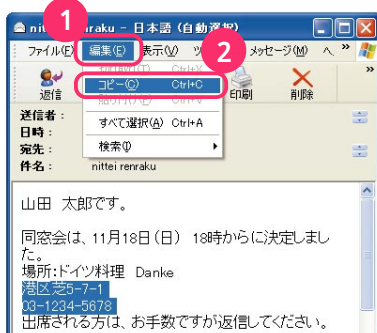 1
2
nittei renraku - 日本語 (自動選択)
ファイル(F) 編集(E) 表示(V) メッセージ(M) ヘ »
コピー(C) Ctrl+C
返信 印刷 削除 »
すべて選択(A) Ctrl+A
検索(I)
送信者:
日時:
宛先:
件名: nittei renraku
山田 太郎です。
同窓会は、11月18日(日) 18時からに決定しまし
た。
場所:ドイツ料理 Danke
港区芝5-7-1
03-1234-5678
出席される方は、お手数ですが返信してください。